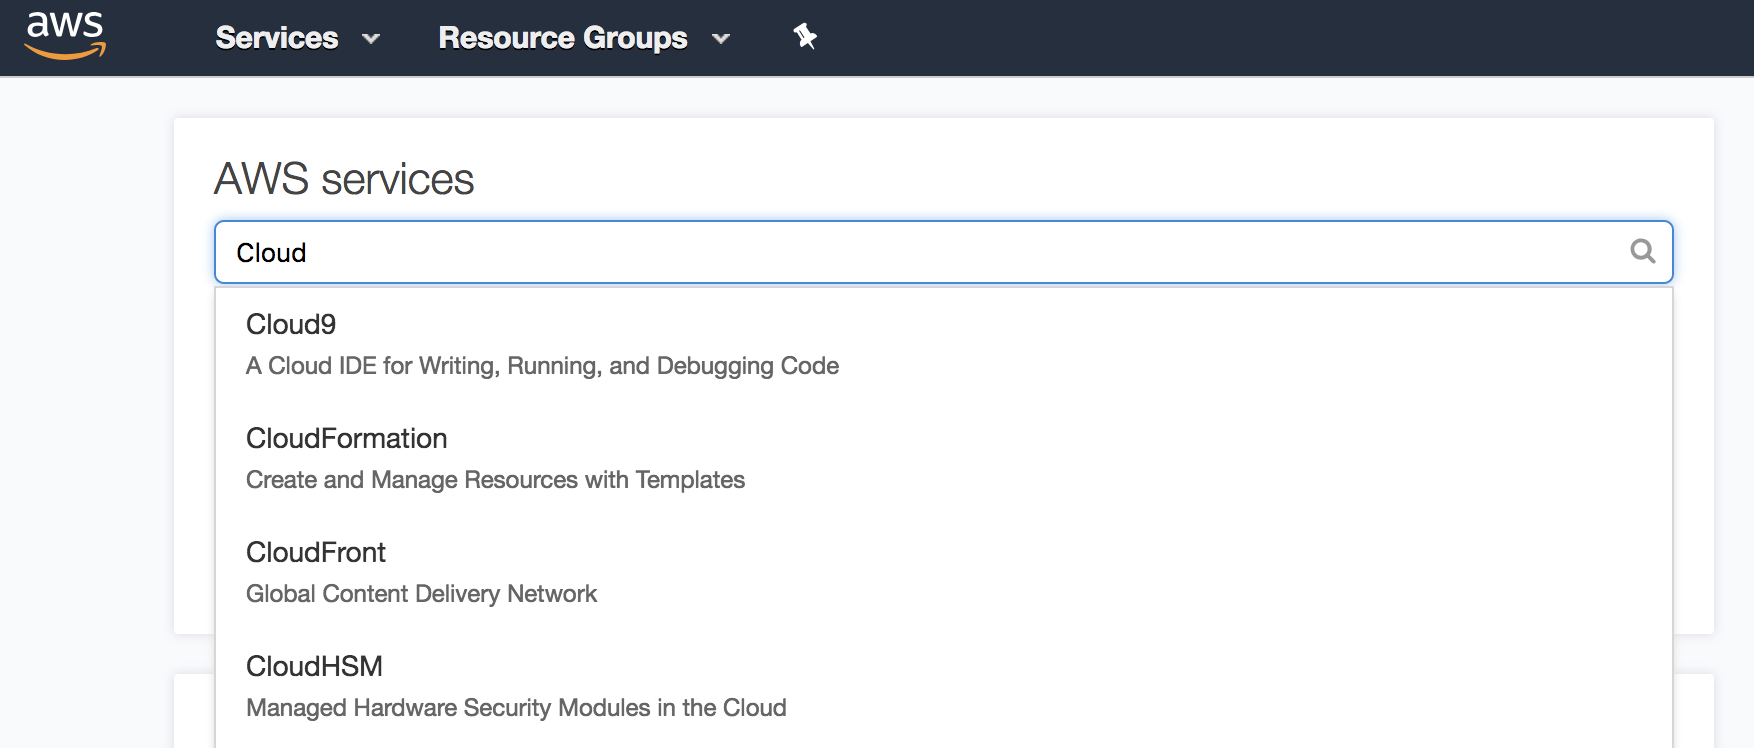 aws
Services
Resource Groups
AWS services
Cloud
Cloud9
A Cloud IDE for Writing, Running, and Debugging Code
CloudFormation
Create and Manage Resources with Templates
CloudFront
Global Content Delivery Network
CloudHSM
Managed Hardware Security Modules in the Cloud